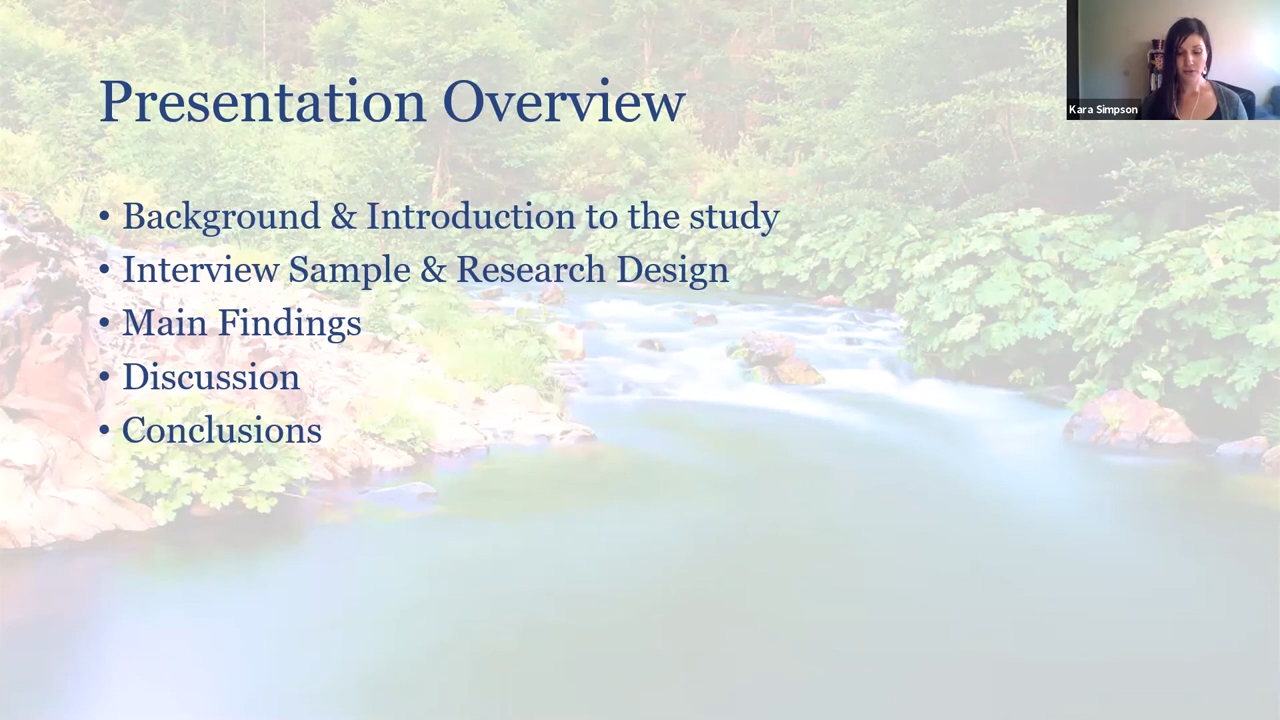 Presentation Overview
Kara Simpson
• Background & Introduction to the study
• Interview Sample & Research Design
• Main Findings
• Discussion
• Conclusions